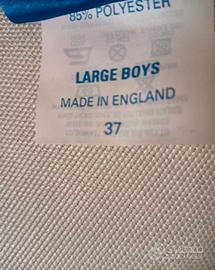 85% POLYESTER
LARGE BOYS
MADE IN ENGLAND
37